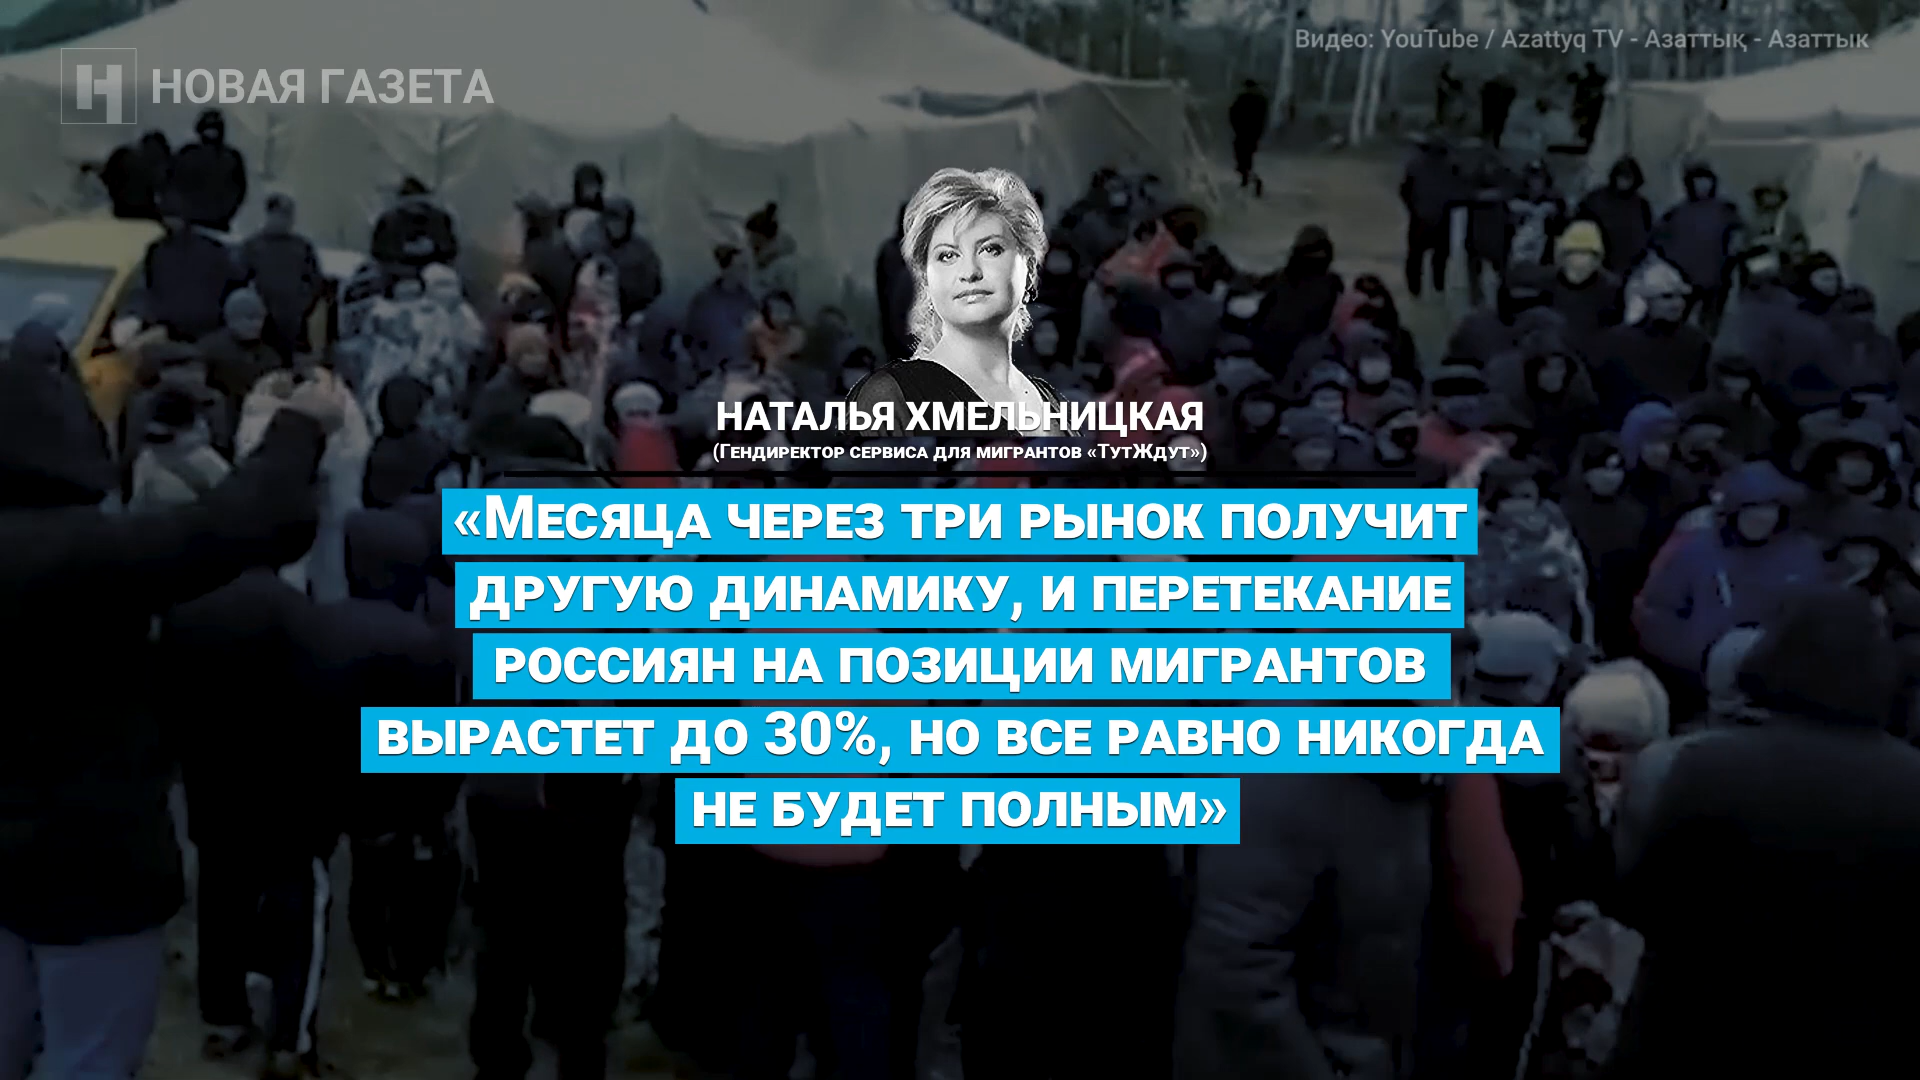 Видео: YouTube / Azattyq TV - Азаттық - Азаттык
НОВАЯ ГАЗЕТА
НАТАЛЬЯ ХМЕЛЬНИЦКАЯ
(Гендиректор сервиса для мигрантов «ТутЖдут»)
«Месяца через три рынок получит
другую динамику, и перетекание
россиян на позиции мигрантов
вырастет до 30%, но все равно никогда
не будет полным»